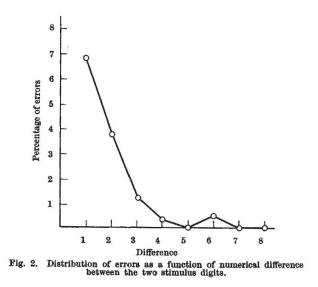 8
7
6
5
4
3
2
1
Percentage of errors
1 2 3 4 5 6 7 8
Difference
Fig. 2. Distribution of errors as a function of numerical difference
between the two stimulus digits.